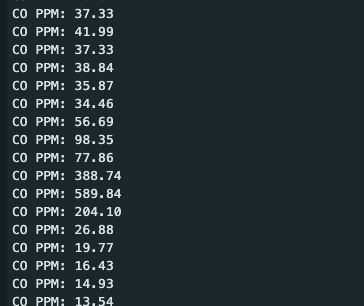 CO PPM: 37.33
CO PPM: 41.99
CO PPM: 37.33
CO PPM: 38.84
CO PPM: 35.87
CO PPM: 34.46
CO PPM: 56.69
CO PPM: 98.35
CO PPM: 77.86
CO PPM: 388.74
CO PPM: 589.84
CO PPM: 204.10
CO PPM: 26.88
CO PPM: 19.77
CO PPM: 16.43
CO PPM: 14.93
CO PPM: 13.54